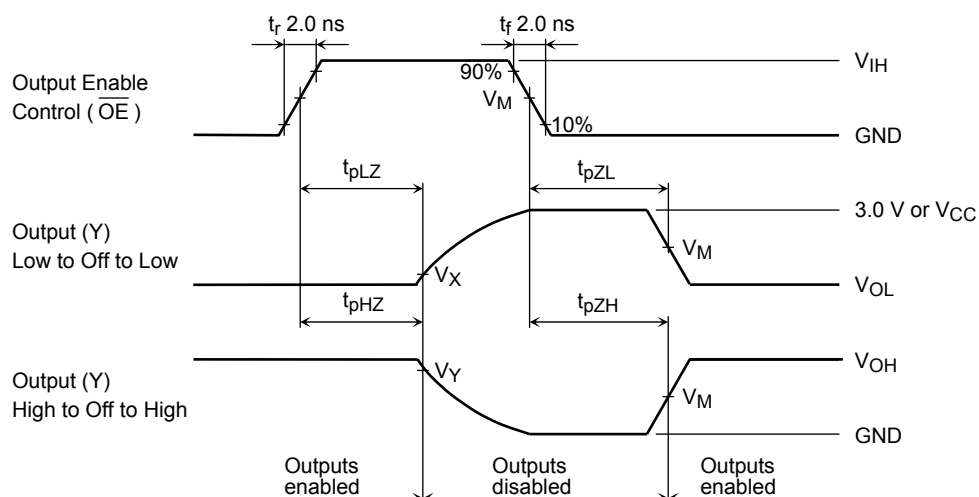 tr 2.0 ns
tf 2.0 ns
Output Enable
Control ( OE )
90%
VM
10%
VIH
GND
tpLZ
tpZL
Output (Y)
Low to Off to Low
VX
VM
3.0 V or VCC
VOL
tpHZ
tpZH
Output (Y)
High to Off to High
VY
VM
VOH
GND
Outputs
enabled
Outputs
disabled
Outputs
enabled